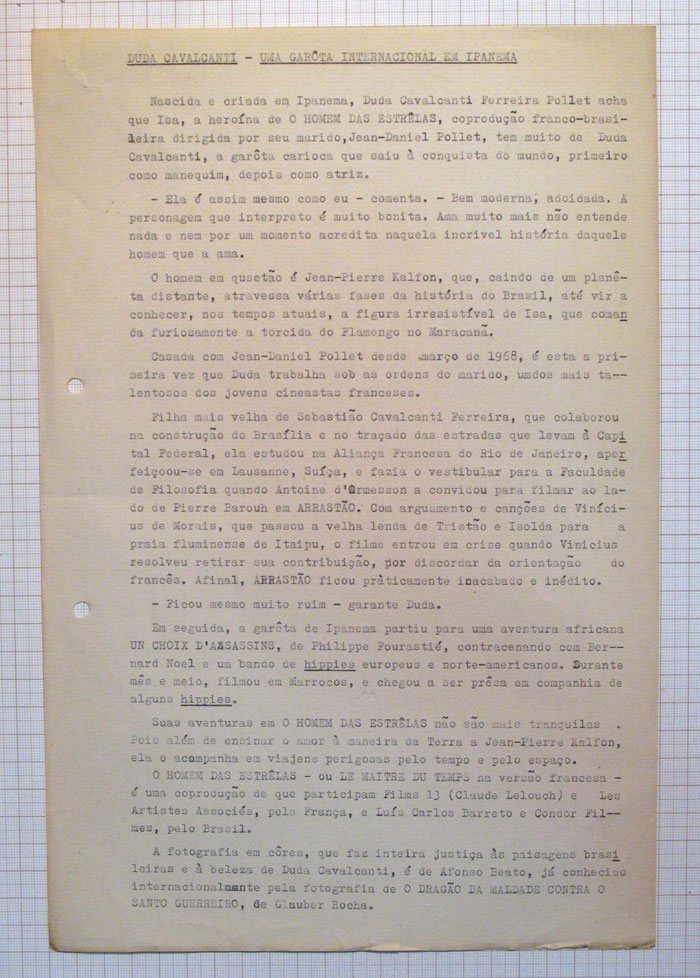 DUDA CAVALCANTI - UMA GARÔTA INTERNACIONAL EM IPANEMA
Nascida e criada em Ipanema, Duda Cavalcanti Ferreira Pollet acha
que Isa, a heroína de O HOMEM DAS ESTRÊLAS, coprodução franco-brasi-
leira dirigida por seu marido,Jean-Daniel Pollet, tem muito de Duda
Cavalcanti, a garôta carioca que saiu à conquista do mundo, primeiro
como manequim, depois como atriz.
- Ela é assim mesmo como eu - comenta. - Bem moderna, adoidada. A
personagem que interpreto é muito bonita. Ama muito mais não entende
nada e nem por um momento acredita naquela incrivel história daquele
homem que a ama.
O homem em qusetão é Jean-Pierre Kalfon, que, caindo de um planê-
ta distante, atravessa várias fases da história do Brasil, até vir a
conhecer, nos tempos atuais, a figura irresistível de Isa, que coman
da furiosamente a torcida do Flamengo no Maracanã.
Casada com Jean-Daniel Pollet desde março de 1968, é esta a pri-
meira vez que Duda trabalha sob as ordens do marido, umdos mais ta--
lentosos dos jovens cineastas franceses.
Filha mais velha de Sebastião Cavalcanti Ferreira, que colaborou
na construção do Brasília e no traçado das estradas que levam à Capi
tal Federal, ela estudou na Aliança Francesa do Rio de Janeiro, aper
feiçoou-se em Lausanne, Suíça, e fazia o vestibular para a Faculdade
de Filosofia quando Antoine d'Ormesson a convidou para filmar ao la-
do de Pierre Barouh em ARRASTÃO. Com argumento e canções de Viníci-
us de Morais, que passou a velha lenda de Tristão e Isolda para a
praia fluminense de Itaipu, o filme entrou em crise quando Vinicius
resolveu retirar sua contribuição, por discordar da orientação do
francês. Afinal, ARRASTÃO ficou pràticamente inacabado e inédito.
- Ficou mesmo muito ruim - garante Duda.
Em seguida, a garôta de Ipanema partiu para uma aventura africana
UN CHOIX D'ASSASSINS, de Philippe Fourastié, contracenando com Ber--
nard Noel e um bando de hippies europeus e norte-americanos. Durante
mês e meio, filmou em Marrocos, e chegou a ser prêsa em companhia de
alguns hippies.
Suas aventuras em O HOMEM DAS ESTRÊLAS não são mais tranquilas .
Pois além de ensinar o amor à maneira da Terra a Jean-Pierre Kalfon,
ela o acompanha em viajens perigosas pelo tempo e pelo espaço.
O HOMEM DAS ESTRÊLAS - ou LE MAITRE DU TEMPS na versão francesa -
é uma coprodução de que participam Films 13 (Claude Lelouch) e Les
Artistes Associés, pela França, e Luís Carlos Barreto e Condor Fil--
mes, pelo Brasil.
A fotografia em côres, que faz inteira justiça às paisagens brasi
leiras e à beleza de Duda Cavalcanti, é de Afonso Beato, já conhecido
internacionalmente pela fotografia de O DRAGÃO DA MALDADE CONTRA O
SANTO GUERREIRO, de Glauber Rocha.